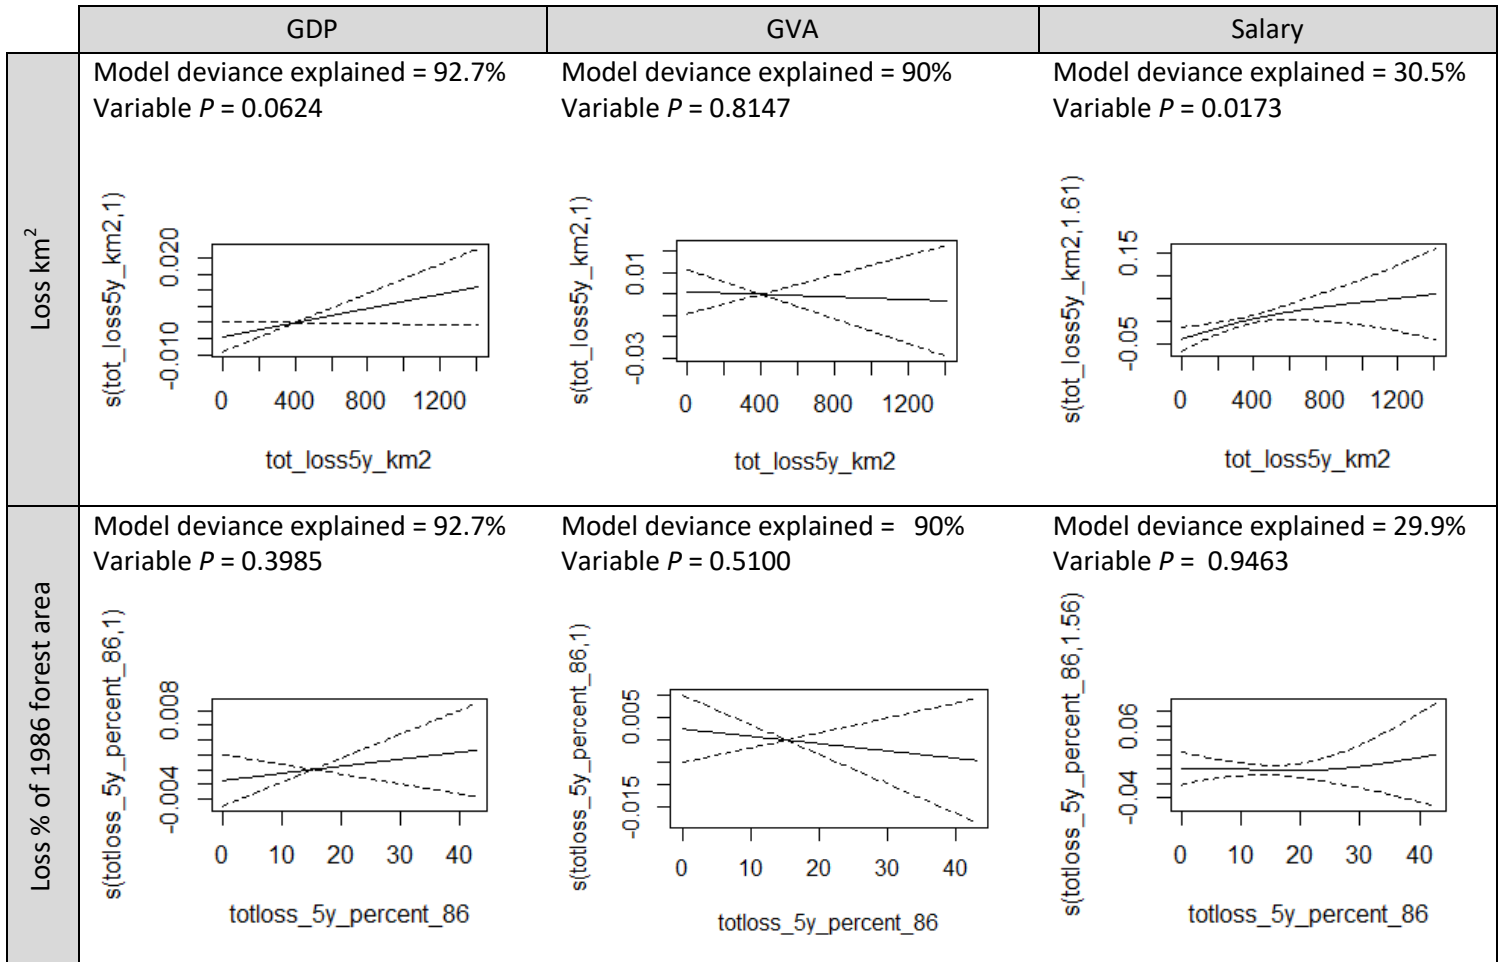 GDP
GVA
Salary
Loss km²
Model deviance explained = 92.7%
Variable P = 0.0624
s(tot_loss5y_km2,1)
0.020
-0.010
0 400 800 1200
tot_loss5y_km2
Model deviance explained = 90%
Variable P = 0.8147
s(tot_loss5y_km2,1)
0.01
-0.03
0 400 800 1200
tot_loss5y_km2
Model deviance explained = 30.5%
Variable P = 0.0173
s(tot_loss5y_km2,1.61)
0.15
-0.05
0 400 800 1200
tot_loss5y_km2
Loss % of 1986 forest area
Model deviance explained = 92.7%
Variable P = 0.3985
s(totloss_5y_percent_86,1)
0.008
-0.004
0 10 20 30 40
totloss_5y_percent_86
Model deviance explained = 90%
Variable P = 0.5100
s(totloss_5y_percent_86,1)
0.005
-0.015
0 10 20 30 40
totloss_5y_percent_86
Model deviance explained = 29.9%
Variable P = 0.9463
s(totloss_5y_percent_86,1.56)
0.06
-0.04
0 10 20 30 40
totloss_5y_percent_86